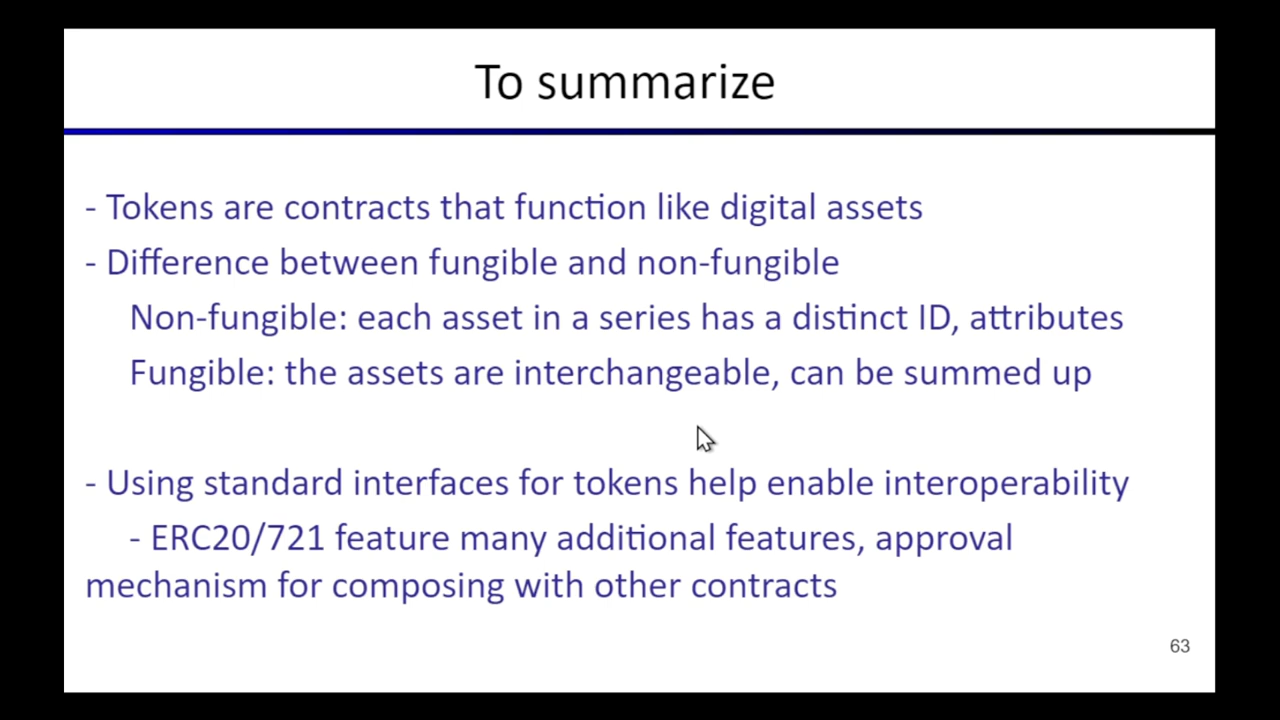 To summarize
- Tokens are contracts that function like digital assets
- Difference between fungible and non-fungible
Non-fungible: each asset in a series has a distinct ID, attributes
Fungible: the assets are interchangeable, can be summed up
- Using standard interfaces for tokens help enable interoperability
- ERC20/721 feature many additional features, approval
mechanism for composing with other contracts
63